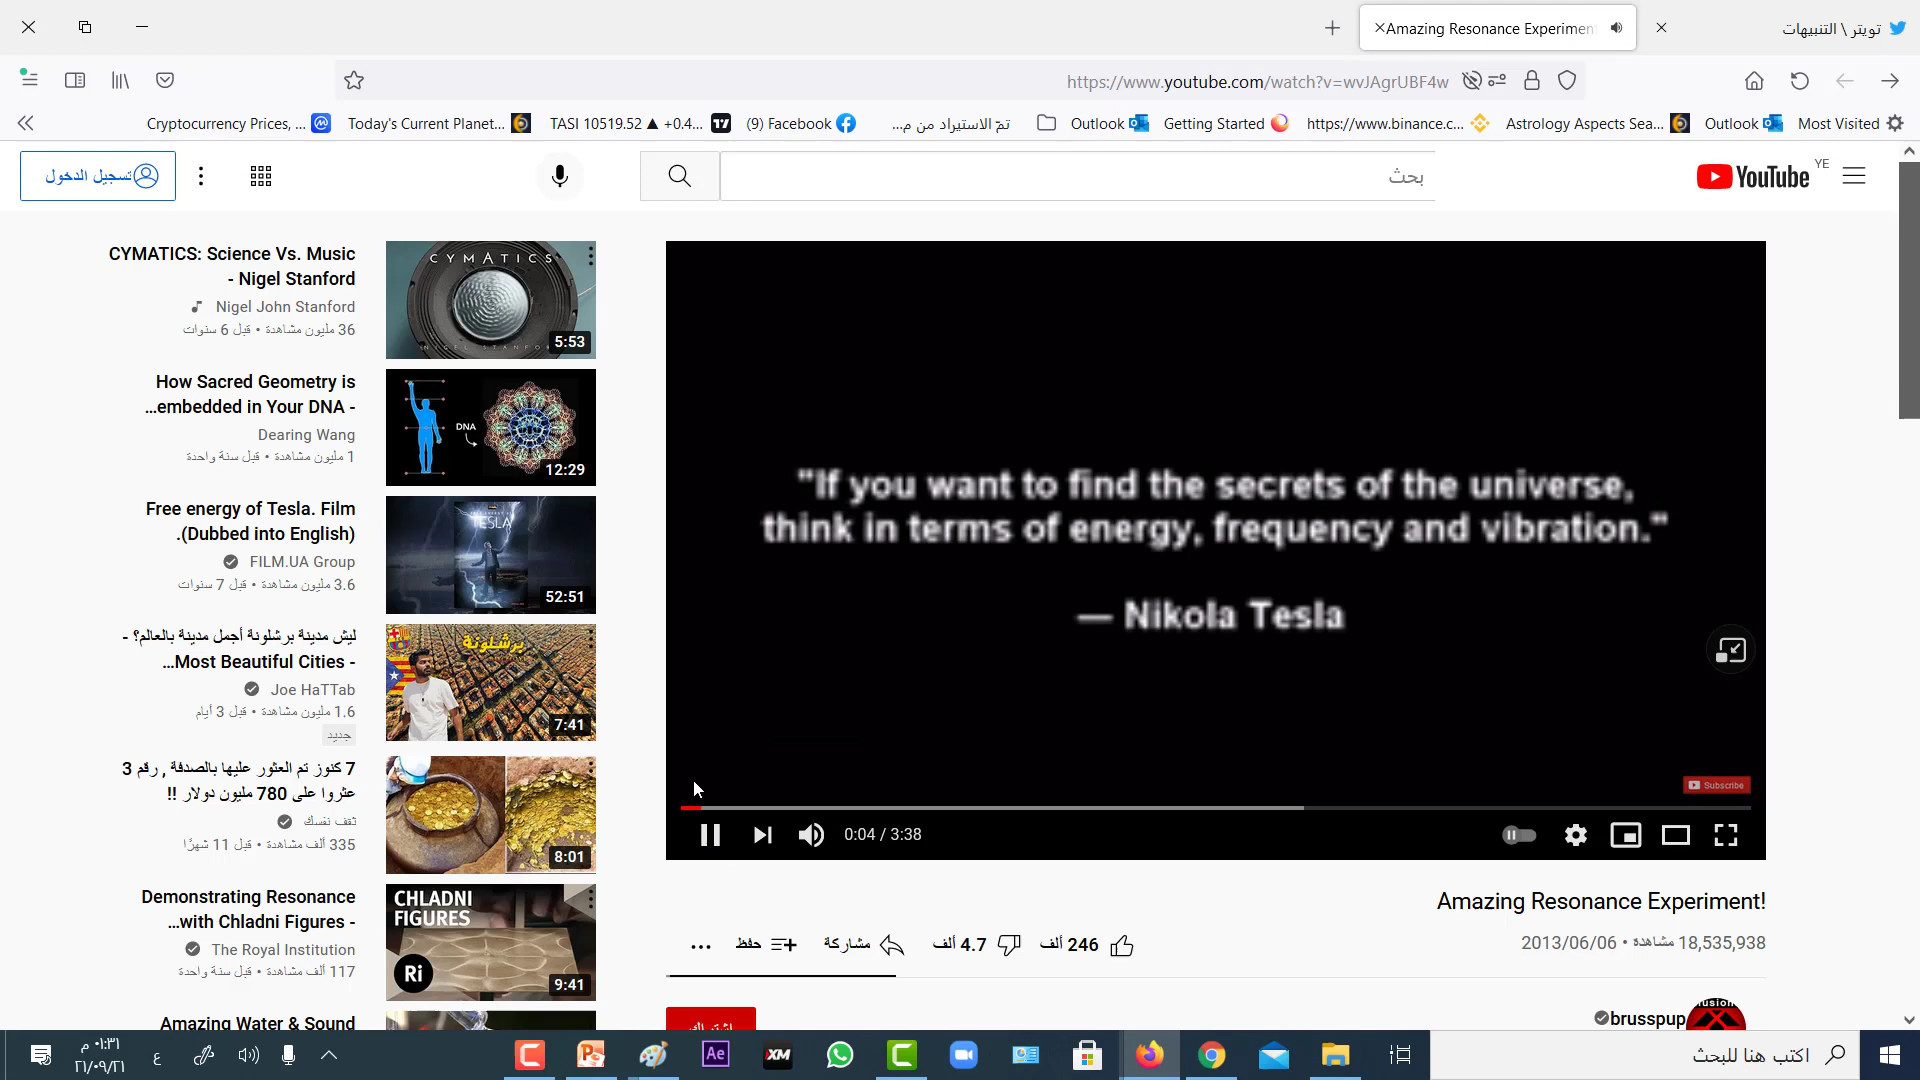 Amazing Resonance Experimen
تويتر \ التنبيهات
https://www.youtube.com/watch?v=wvJAgrUBF4w
Most Visited
Outlook
Astrology Aspects Sea...
https://www.binance.c...
Getting Started
Outlook
تمّ الاستيراد من م...
(9) Facebook
TASI 10519.52 ▲ +0.4...
Today's Current Planet...
Cryptocurrency Prices, ...
YouTube YE
بحث
تسجيل الدخول
"If you want to find the secrets of the universe,
think in terms of energy, frequency and vibration."
— Nikola Tesla
Subscribe
0:04 / 3:38
Amazing Resonance Experiment!
18,535,938 مشاهدة • 2013/06/06
246 ألف
4.7 ألف
مشاركة
حفظ
brusspup
اشتراك
CYMATICS
NIGEL STANFO
5:53
CYMATICS: Science Vs. Music
- Nigel Stanford
Nigel John Stanford
36 مليون مشاهدة • قبل 6 سنوات
DNA
12:29
How Sacred Geometry is
...embedded in Your DNA -
Dearing Wang
1 مليون مشاهدة • قبل سنة واحدة
TESLA
52:51
Free energy of Tesla. Film
.(Dubbed into English)
FILM.UA Group
3.6 مليون مشاهدة • قبل 7 سنوات
برشلونة
7:41
ليش مدينة برشلونة أجمل مدينة بالعالم؟ -
...Most Beautiful Cities -
Joe HaTTab
1.6 مليون مشاهدة • قبل 3 أيام
جديد
8:01
7 كنوز تم العثور عليها بالصدفة , رقم 3
عثروا على 780 مليون دولار !!
ثقف نفسك
335 ألف مشاهدة • قبل 11 شهرًا
CHLADNI
FIGURES
Ri
9:41
Demonstrating Resonance
...with Chladni Figures -
The Royal Institution
117 ألف مشاهدة • قبل سنة واحدة
Amazing Water & Sound
اكتب هنا للبحث
Ae
XM
ع
٠١:٣١ م
٢١/٠٩/٢١